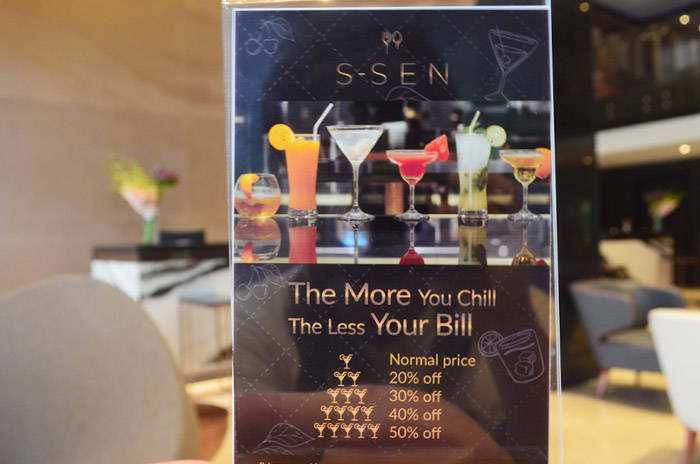 S-SEN
The More You Chill
The Less Your Bill
Normal price
20% off
30% off
40% off
50% off